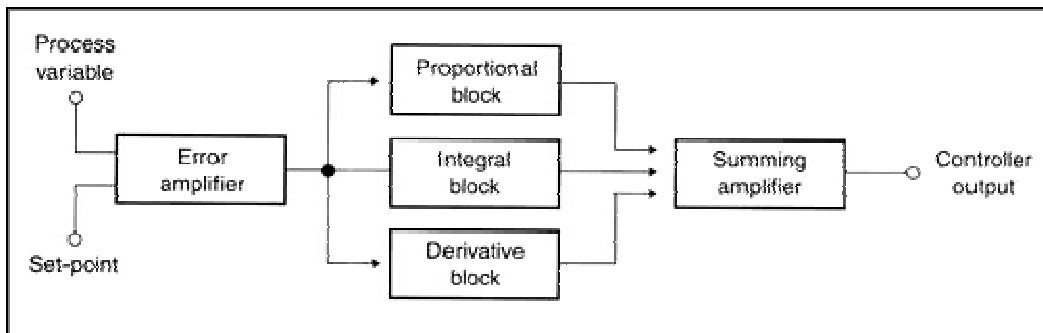 Process
variable
Set-point
Error
amplifier
Proportional
block
Integral
block
Derivative
block
Summing
amplifier
Controller
output